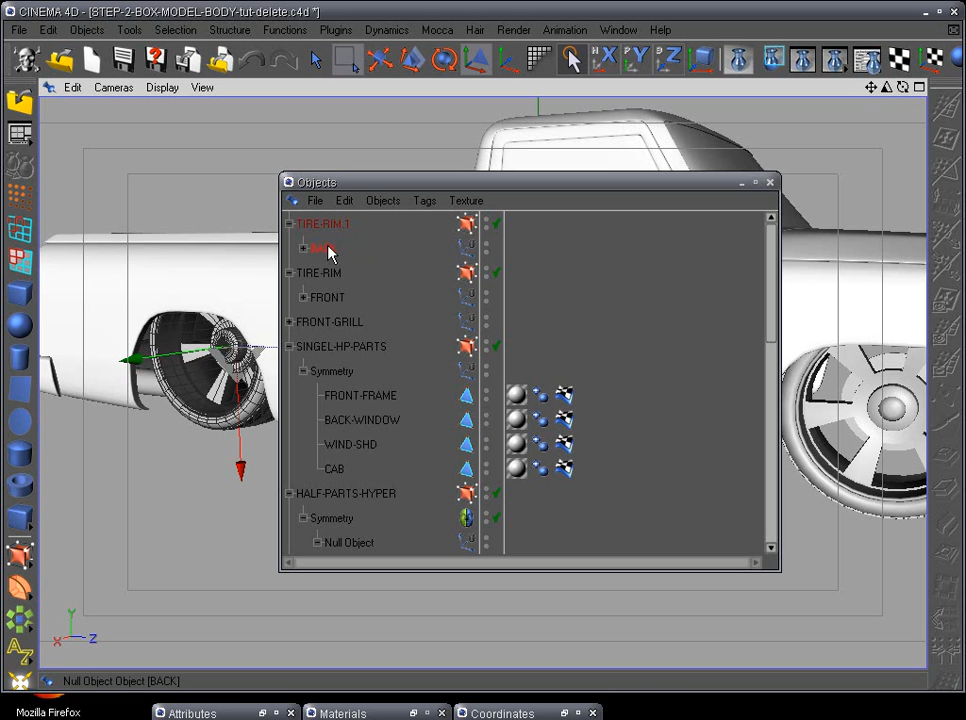 CINEMA 4D - [STEP-2-BOX-MODEL-BODY-tut-delete.c4d *]
File Edit Objects Tools Selection Structure Functions Plugins Dynamics Mocca Hair Render Animation Window Help
X Y Z
Edit Cameras Display View
Objects
File Edit Objects Tags Texture
TIRE-RIM.1
TIRE-RIM
FRONT
FRONT-GRILL
SINGEL-HP-PARTS
Symmetry
FRONT-FRAME
BACK-WINDOW
WIND-SHD
CAB
HALF-PARTS-HYPER
Symmetry
Null Object
Y
X Z
Null Object Object [BACK]
Mozilla Firefox
Attributes Materials Coordinates